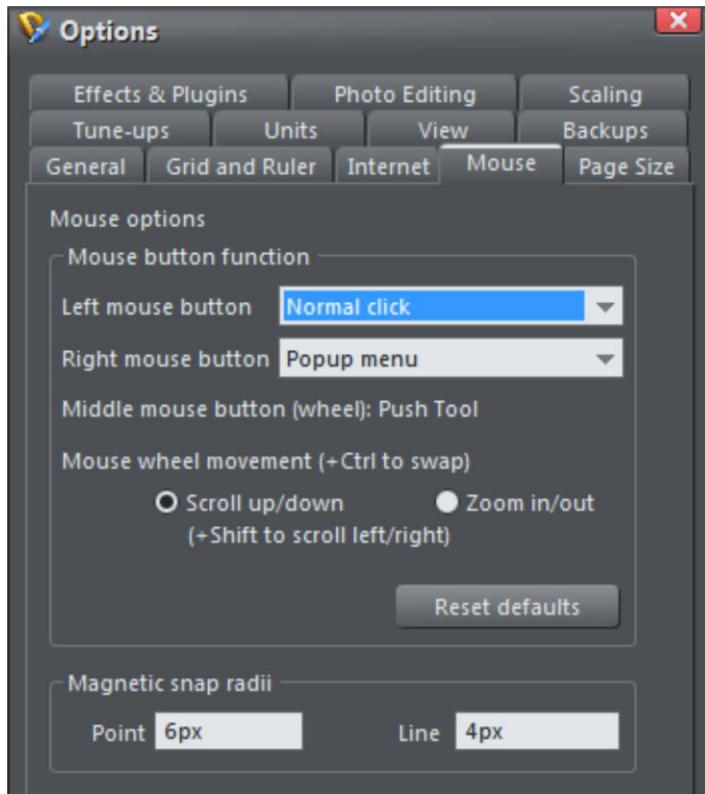 Options
Effects & Plugins Photo Editing Scaling
Tune-ups Units View Backups
General Grid and Ruler Internet Mouse Page Size
Mouse options
Mouse button function
Left mouse button Normal click
Right mouse button Popup menu
Middle mouse button (wheel): Push Tool
Mouse wheel movement (+Ctrl to swap)
Scroll up/down Zoom in/out
(+Shift to scroll left/right)
Reset defaults
Magnetic snap radii
Point 6px Line 4px